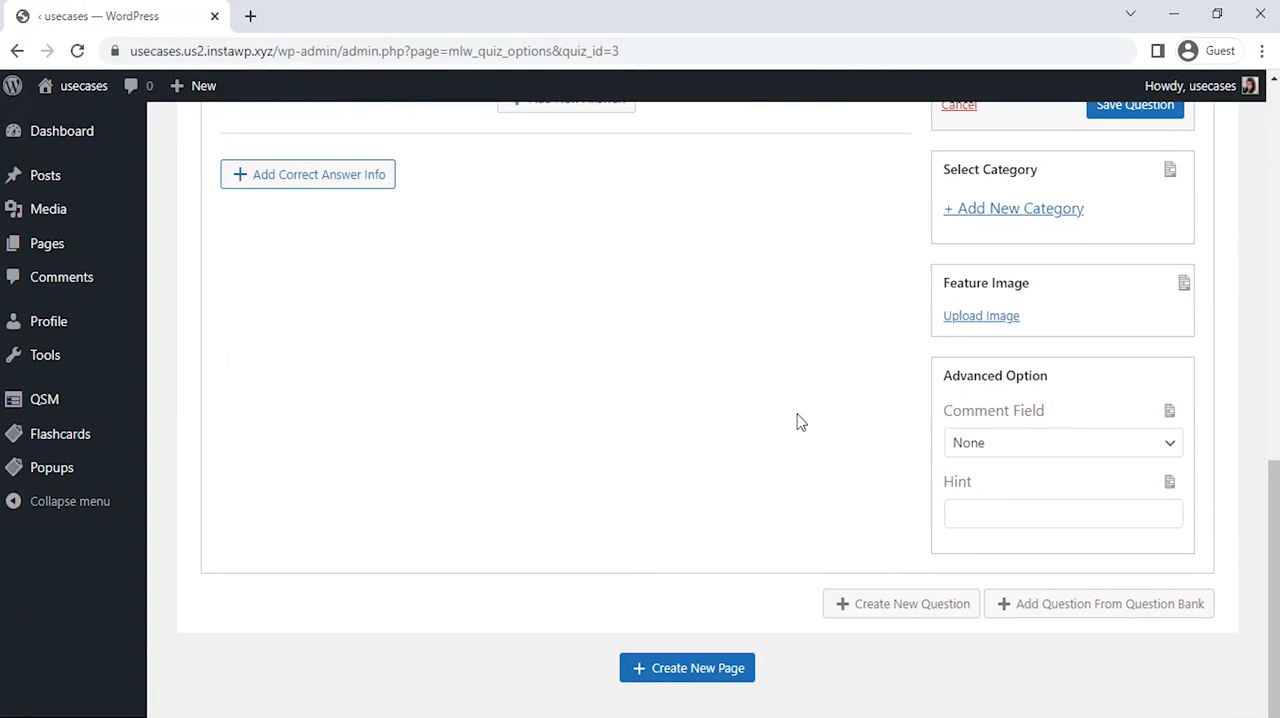 ‹ usecases — WordPress
usecases.us2.instawp.xyz/wp-admin/admin.php?page=mlw_quiz_options&quiz_id=3
Guest
usecases
0
New
Howdy, usecases
Dashboard
Posts
Media
Pages
Comments
Profile
Tools
QSM
Flashcards
Popups
Collapse menu
Add New Answer
Cancel
Save Question
Add Correct Answer Info
Select Category
+ Add New Category
Feature Image
Upload Image
Advanced Option
Comment Field
None
Hint
Create New Question
Add Question From Question Bank
Create New Page